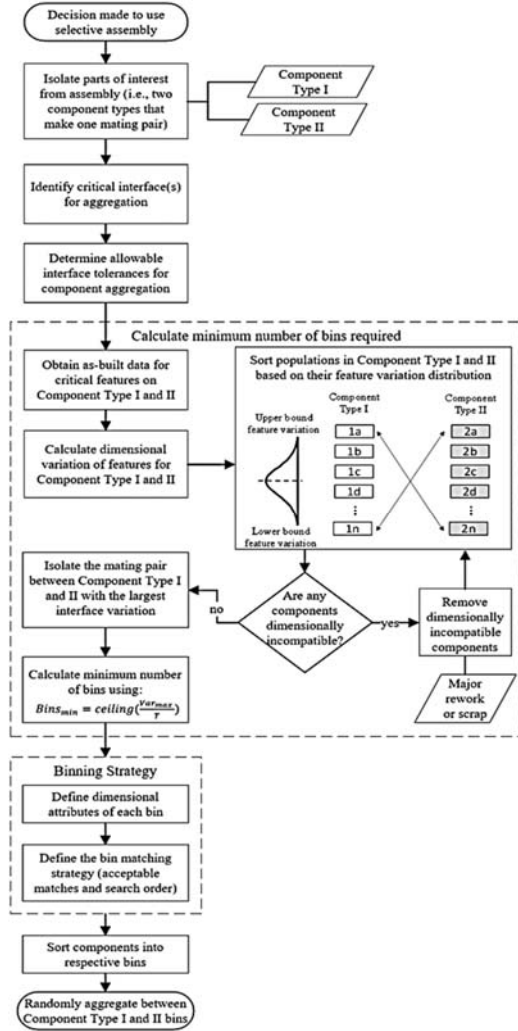 Decision made to use
selective assembly
Isolate parts of interest
from assembly (i.e., two
component types that
make one mating pair)
Component
Type I
Component
Type II
Identify critical interface(s)
for aggregation
Determine allowable
interface tolerances for
component aggregation
Calculate minimum number of bins required
Obtain as-built data for
critical features on
Component Type I and II
Calculate dimensional
variation of features for
Component Type I and II
Sort populations in Component Type I and II
based on their feature variation distribution
Upper bound
feature variation
Lower bound
feature variation
Component
Type I
1a
1b
1c
1d
⋮
1n
Component
Type II
2a
2b
2c
2d
⋮
2n
Are any
components
dimensionally
incompatible?
no
yes
Remove
dimensionally
incompatible
components
Major
rework
or scrap
Isolate the mating pair
between Component Type I
and II with the largest
interface variation
Calculate minimum number
of bins using:
Bins_min = ceiling(Var_max/T)
Binning Strategy
Define dimensional
attributes of each bin
Define the bin matching
strategy (acceptable
matches and search order)
Sort components into
respective bins
Randomly aggregate between
Component Type I and II bins